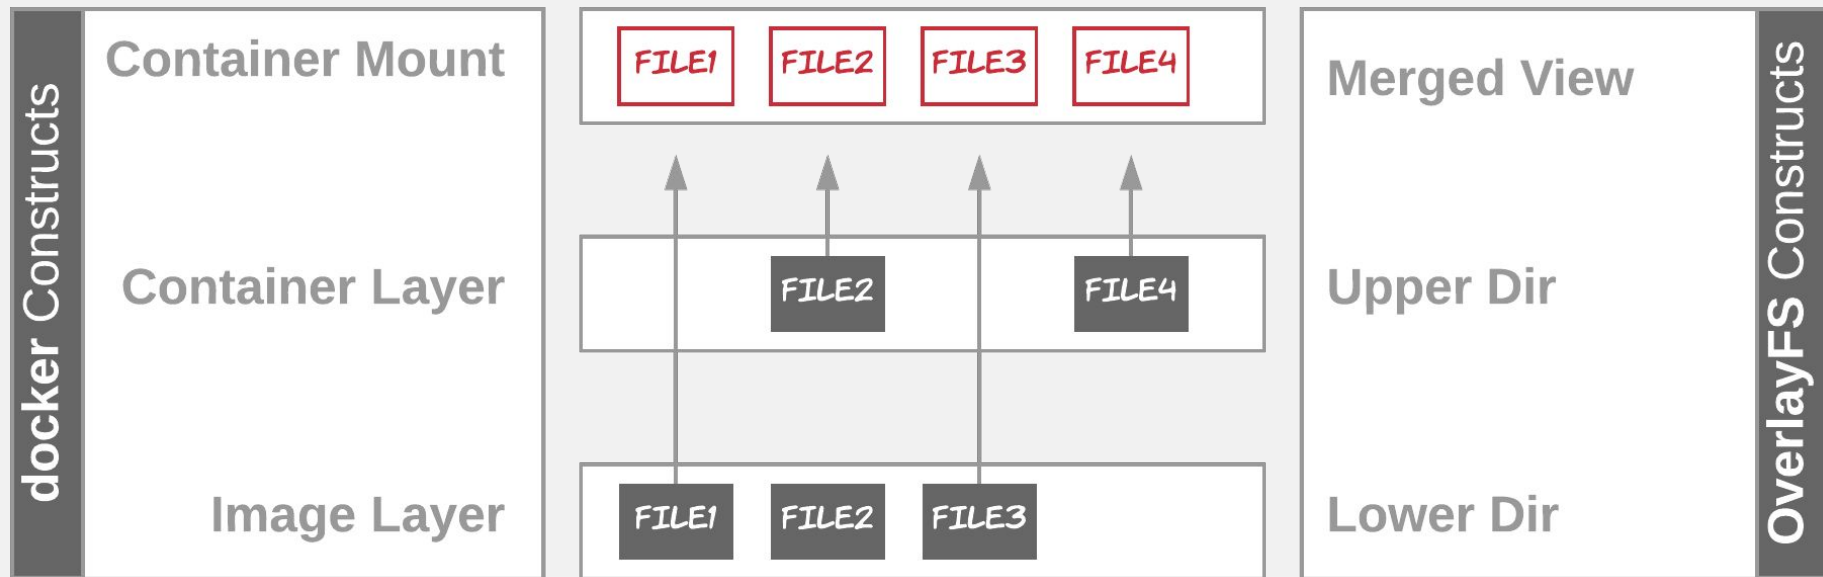 docker Constructs
Container Mount
FILE1 FILE2 FILE3 FILE4
Merged View
Container Layer
FILE2 FILE4
Upper Dir
Image Layer
FILE1 FILE2 FILE3
Lower Dir
OverlayFS Constructs